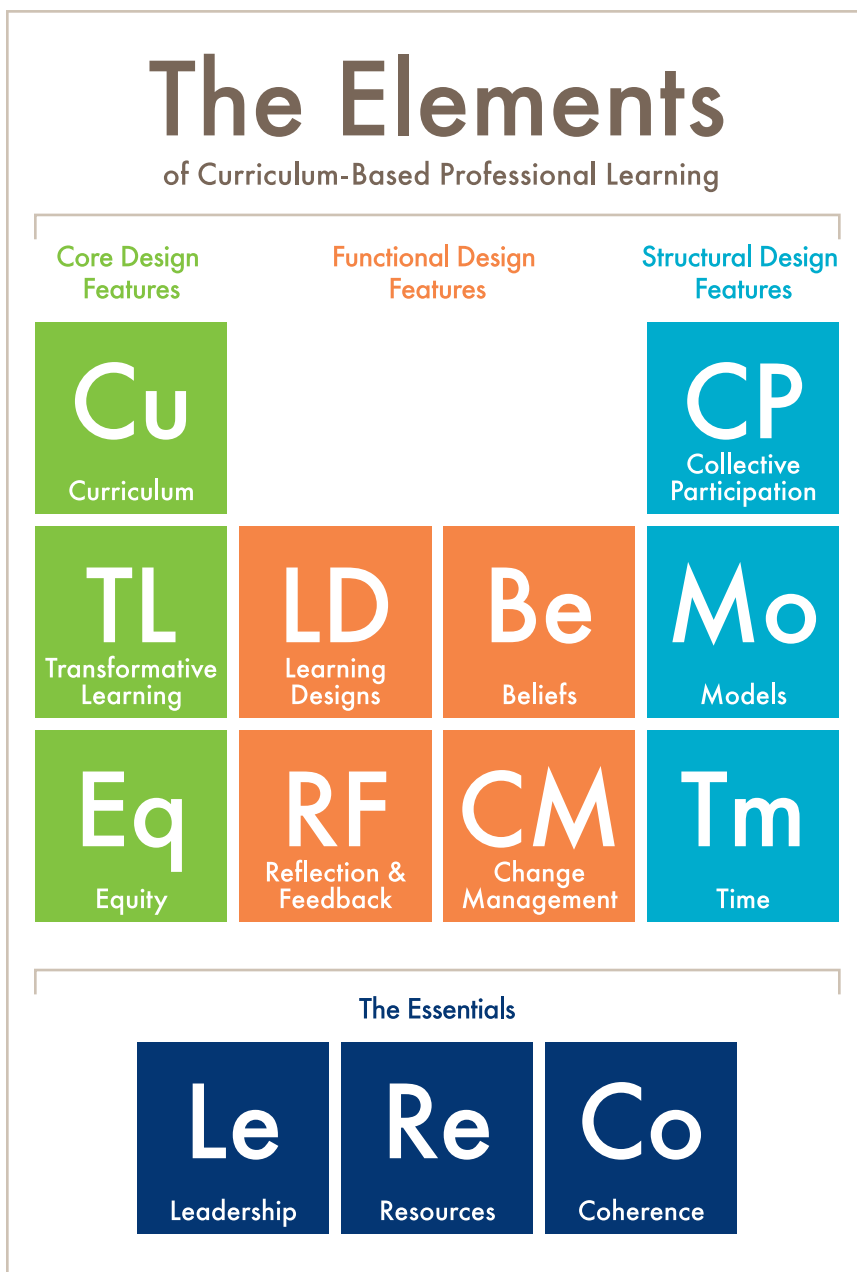 The Elements
of Curriculum-Based Professional Learning
Core Design
Features
Functional Design
Features
Structural Design
Features
Cu
Curriculum
CP
Collective
Participation
TL
Transformative
Learning
LD
Learning
Designs
Be
Beliefs
Mo
Models
Eq
Equity
RF
Reflection &
Feedback
CM
Change
Management
Tm
Time
The Essentials
Le
Leadership
Re
Resources
Co
Coherence